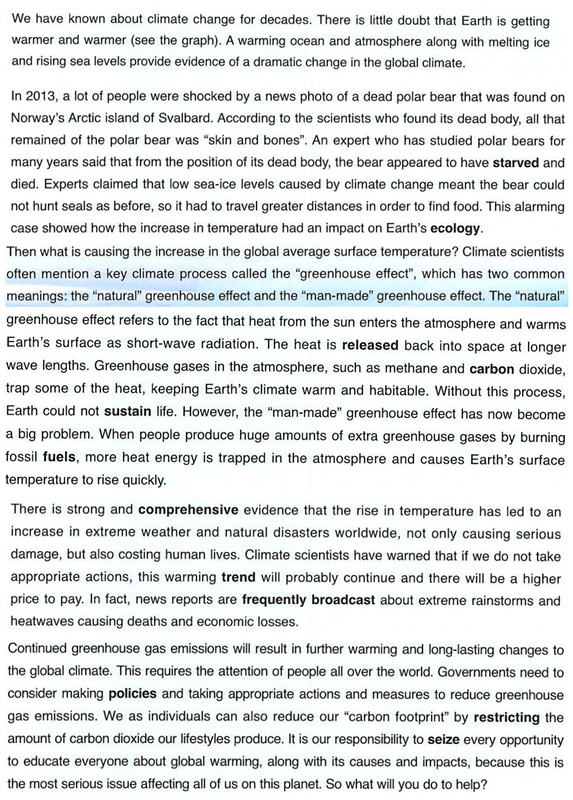 We have known about climate change for decades. There is little doubt that Earth is getting
warmer and warmer (see the graph). A warming ocean and atmosphere along with melting ice
and rising sea levels provide evidence of a dramatic change in the global climate.
In 2013, a lot of people were shocked by a news photo of a dead polar bear that was found on
Norway's Arctic island of Svalbard. According to the scientists who found its dead body, all that
remained of the polar bear was “skin and bones”. An expert who has studied polar bears for
many years said that from the position of its dead body, the bear appeared to have starved and
died. Experts claimed that low sea-ice levels caused by climate change meant the bear could
not hunt seals as before, so it had to travel greater distances in order to find food. This alarming
case showed how the increase in temperature had an impact on Earth's ecology.
Then what is causing the increase in the global average surface temperature? Climate scientists
often mention a key climate process called the “greenhouse effect”, which has two common
meanings: the “natural” greenhouse effect and the “man-made” greenhouse effect. The “natural”
greenhouse effect refers to the fact that heat from the sun enters the atmosphere and warms
Earth's surface as short-wave radiation. The heat is released back into space at longer
wave lengths. Greenhouse gases in the atmosphere, such as methane and carbon dioxide,
trap some of the heat, keeping Earth's climate warm and habitable. Without this process,
Earth could not sustain life. However, the “man-made” greenhouse effect has now become
a big problem. When people produce huge amounts of extra greenhouse gases by burning
fossil fuels, more heat energy is trapped in the atmosphere and causes Earth's surface
temperature to rise quickly.
There is strong and comprehensive evidence that the rise in temperature has led to an
increase in extreme weather and natural disasters worldwide, not only causing serious
damage, but also costing human lives. Climate scientists have warned that if we do not take
appropriate actions, this warming trend will probably continue and there will be a higher
price to pay. In fact, news reports are frequently broadcast about extreme rainstorms and
heatwaves causing deaths and economic losses.
Continued greenhouse gas emissions will result in further warming and long-lasting changes to
the global climate. This requires the attention of people all over the world. Governments need to
consider making policies and taking appropriate actions and measures to reduce greenhouse
gas emissions. We as individuals can also reduce our “carbon footprint” by restricting the
amount of carbon dioxide our lifestyles produce. It is our responsibility to seize every opportunity
to educate everyone about global warming, along with its causes and impacts, because this is
the most serious issue affecting all of us on this planet. So what will you do to help?